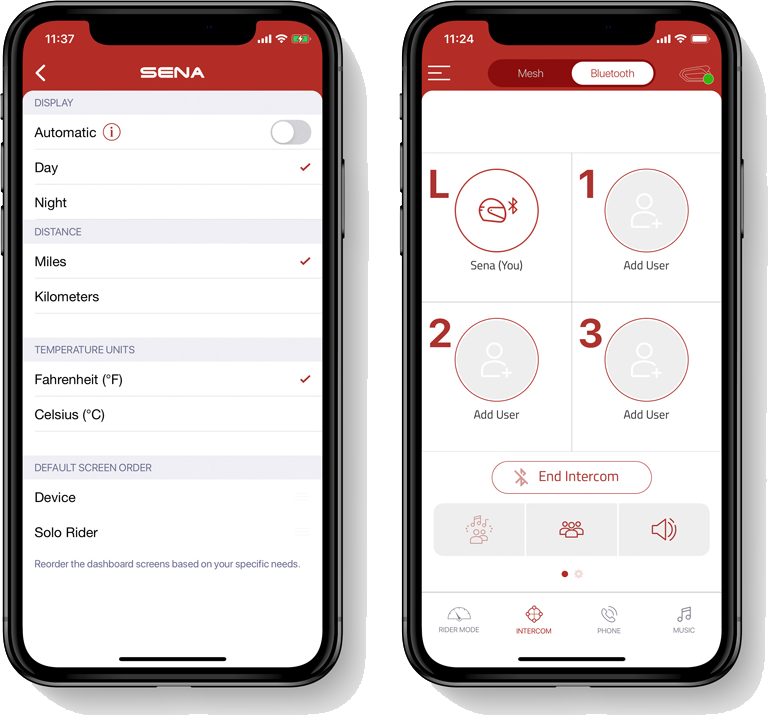 11:37
SENA
DISPLAY
Automatic
Day
Night
DISTANCE
Miles
Kilometers
TEMPERATURE UNITS
Fahrenheit (°F)
Celsius (°C)
DEFAULT SCREEN ORDER
Device
Solo Rider
Reorder the dashboard screens based on your specific needs.
11:24
Mesh Bluetooth
L 1
Sena (You) Add User
2 3
Add User Add User
End Intercom
RIDER MODE INTERCOM PHONE MUSIC